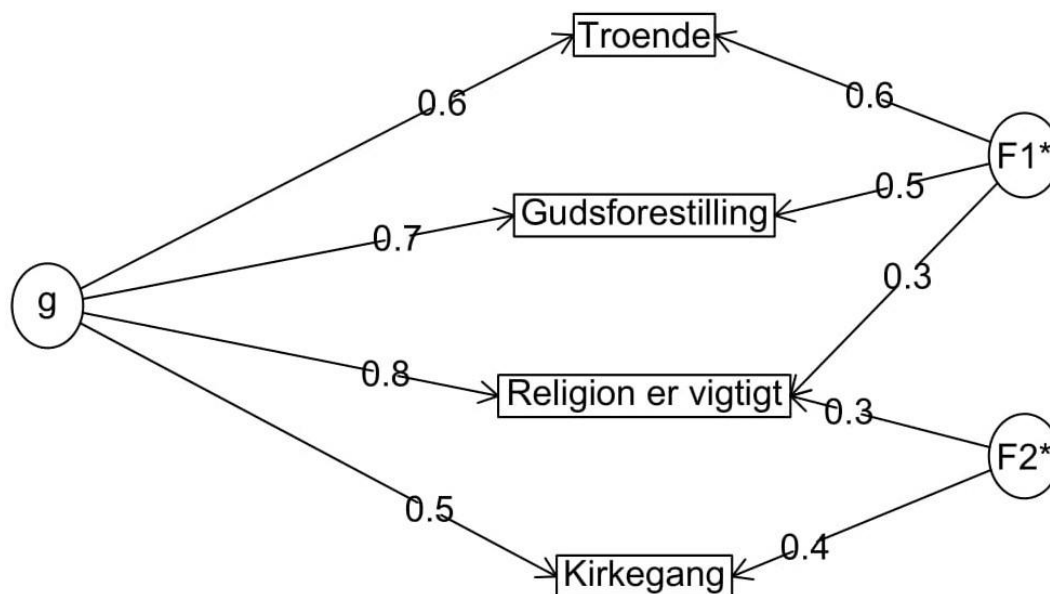 Troende
0.6
0.6
F1*
0.5
Gudsforestilling
0.7
0.3
g
0.8
Religion er vigtigt
0.3
F2*
0.5
0.4
Kirkegang